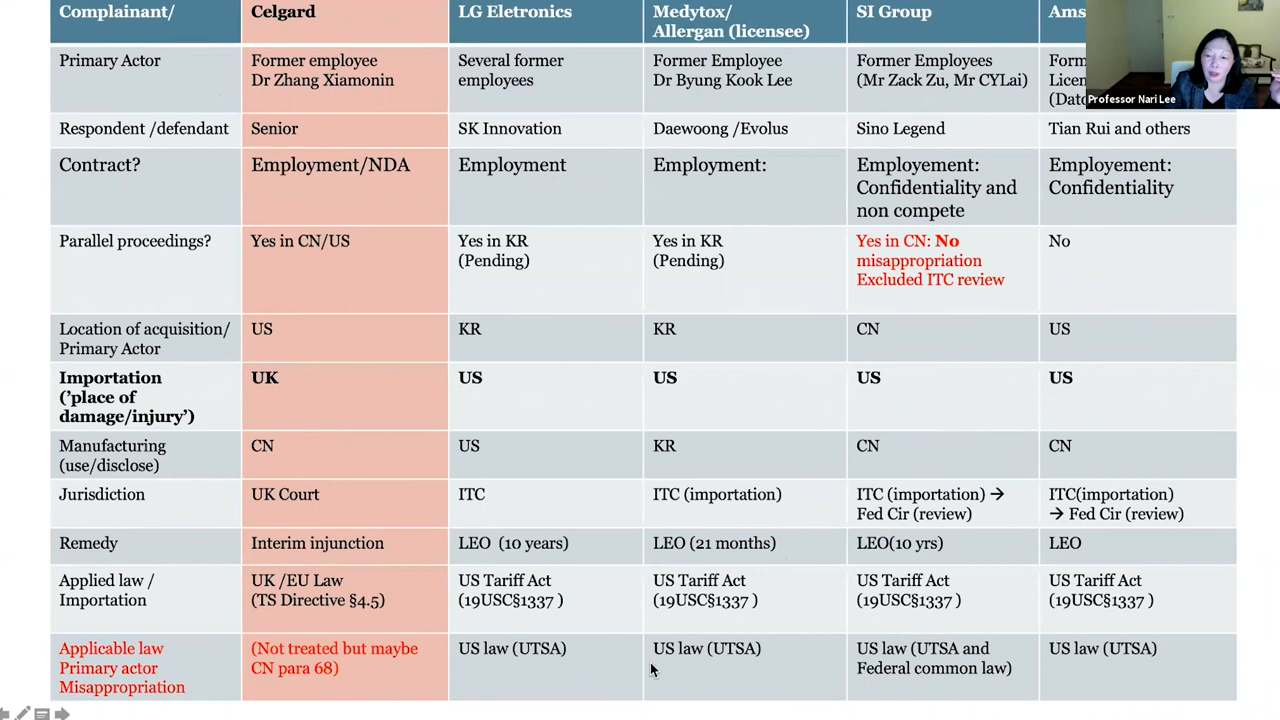 Complainant/
Celgard
LG Eletronics
Medytox/
Allergan (licensee)
SI Group
Ams
Primary Actor
Former employee
Dr Zhang Xiamonin
Several former
employees
Former Employee
Dr Byung Kook Lee
Former Employees
(Mr Zack Zu, Mr CYLai)
Form
Licen
(Dato
Professor Nari Lee
Respondent /defendant
Senior
SK Innovation
Daewoong /Evolus
Sino Legend
Tian Rui and others
Contract?
Employment/NDA
Employment
Employment:
Employement:
Confidentiality and
non compete
Employement:
Confidentiality
Parallel proceedings?
Yes in CN/US
Yes in KR
(Pending)
Yes in KR
(Pending)
Yes in CN: No
misappropriation
Excluded ITC review
No
Location of acquisition/
Primary Actor
US
KR
KR
CN
US
Importation
('place of
damage/injury')
UK
US
US
US
US
Manufacturing
(use/disclose)
CN
US
KR
CN
CN
Jurisdiction
UK Court
ITC
ITC (importation)
ITC (importation) →
Fed Cir (review)
ITC(importation)
→ Fed Cir (review)
Remedy
Interim injunction
LEO (10 years)
LEO (21 months)
LEO(10 yrs)
LEO
Applied law /
Importation
UK /EU Law
(TS Directive §4.5)
US Tariff Act
(19USC§1337 )
US Tariff Act
(19USC§1337 )
US Tariff Act
(19USC§1337 )
US Tariff Act
(19USC§1337 )
Applicable law
Primary actor
Misappropriation
(Not treated but maybe
CN para 68)
US law (UTSA)
US law (UTSA)
US law (UTSA and
Federal common law)
US law (UTSA)